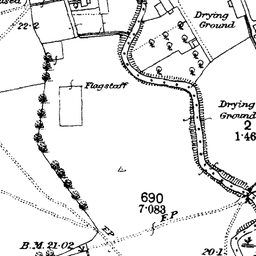 Drying
Ground
22·2
Flagstaff
Drying
Ground
2
1·46
690
7·083
F.P
F.P
B.M. 21·02
20·1